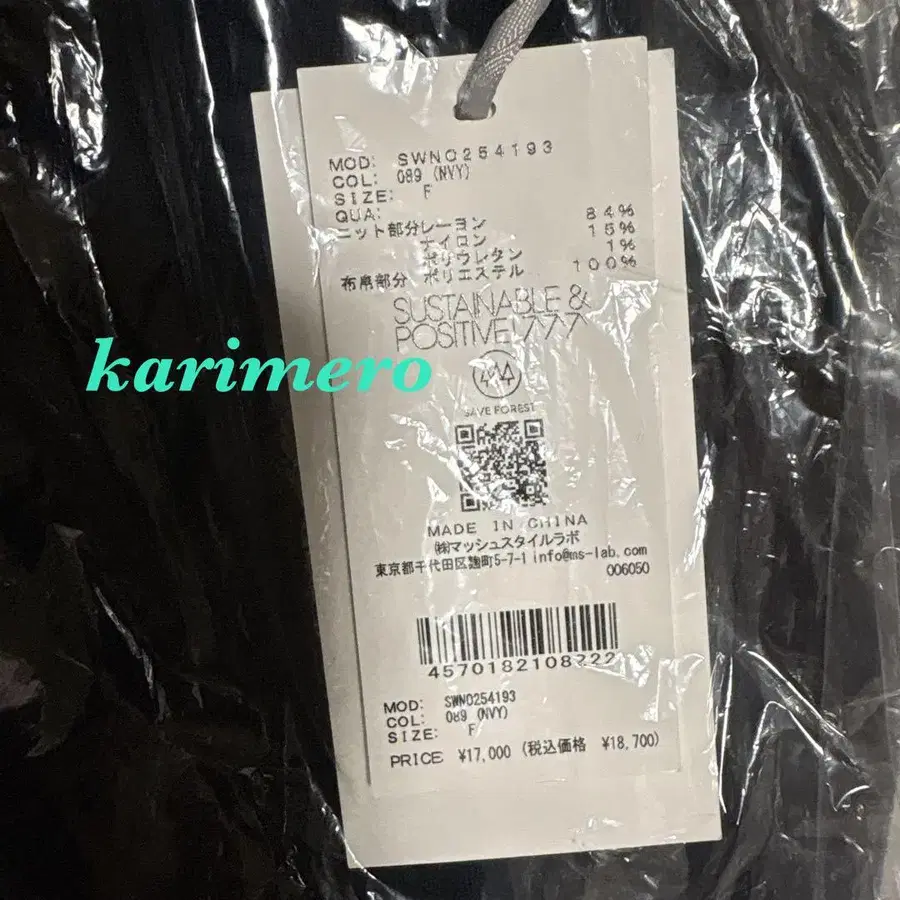 MOD: SWNO254193
COL: 089 (NVY)
SIZE: F
QUA:
ニット部分レーヨン 84%
ナイロン 15%
ポリウレタン 1%
布帛部分 ポリエステル 100%
SUSTAINABLE &
POSITIVE! 777
karimero
SAVE FOREST
MADE IN CHINA
㈱マッシュスタイルラボ
東京都千代田区麹町5-7-1 info@ms-lab.com
006050
MOD: SWNO254193
COL: 089 (NVY)
SIZE: F
PRICE: ¥17,000 (税込価格 ¥18,700)